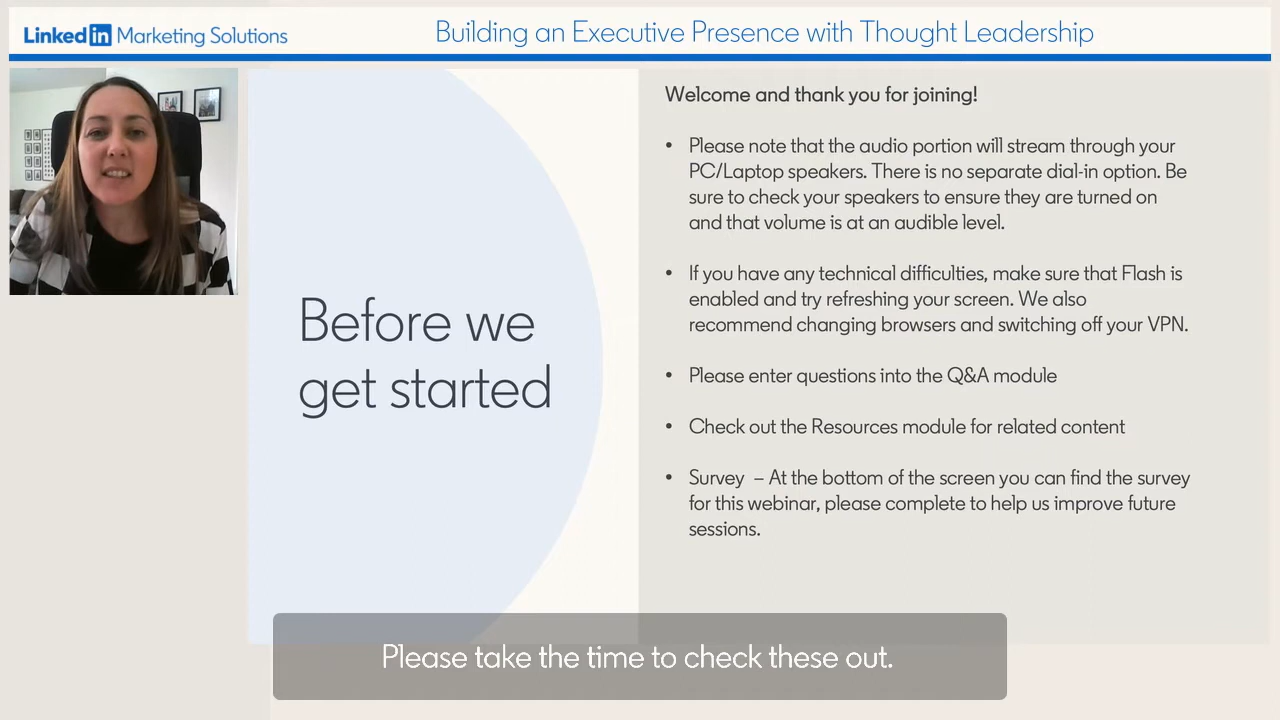 LinkedIn Marketing Solutions
Building an Executive Presence with Thought Leadership
Before we
get started
Welcome and thank you for joining!
• Please note that the audio portion will stream through your
PC/Laptop speakers. There is no separate dial-in option. Be
sure to check your speakers to ensure they are turned on
and that volume is at an audible level.
• If you have any technical difficulties, make sure that Flash is
enabled and try refreshing your screen. We also
recommend changing browsers and switching off your VPN.
• Please enter questions into the Q&A module
• Check out the Resources module for related content
• Survey – At the bottom of the screen you can find the survey
for this webinar, please complete to help us improve future
sessions.
Please take the time to check these out.